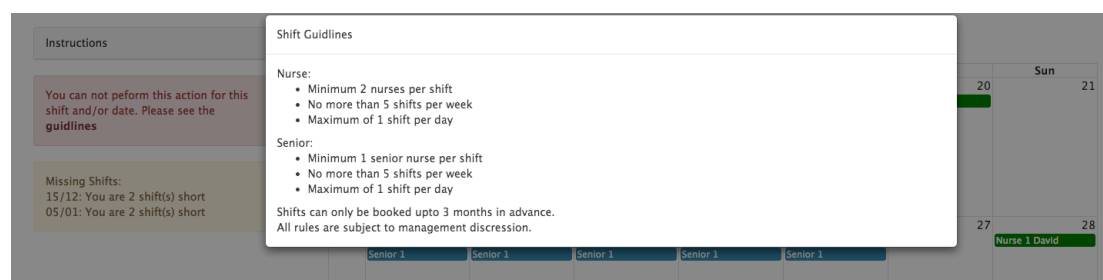 Instructions
You can not peform this action for this
shift and/or date. Please see the
guidlines
Missing Shifts:
15/12: You are 2 shift(s) short
05/01: You are 2 shift(s) short
Shift Guidlines
Nurse:
• Minimum 2 nurses per shift
• No more than 5 shifts per week
• Maximum of 1 shift per day
Senior:
• Minimum 1 senior nurse per shift
• No more than 5 shifts per week
• Maximum of 1 shift per day
Shifts can only be booked upto 3 months in advance.
All rules are subject to management discression.
Sun
20 21
27 28
Nurse 1 David
Senior 1 Senior 1 Senior 1 Senior 1 Senior 1